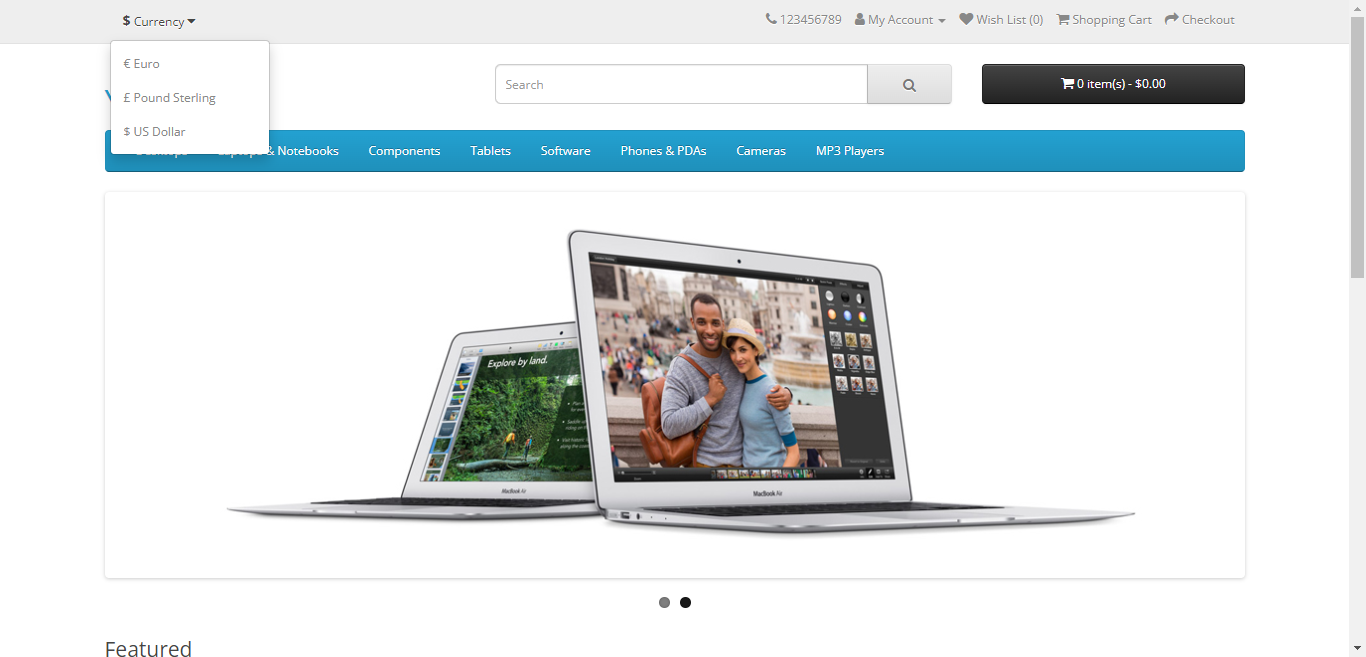 $ Currency
123456789 My Account Wish List (0) Shopping Cart Checkout
€ Euro
£ Pound Sterling
$ US Dollar
Search
0 item(s) - $0.00
& Notebooks Components Tablets Software Phones & PDAs Cameras MP3 Players
Explore by land.
MacBook Air
MacBook Air
Featured